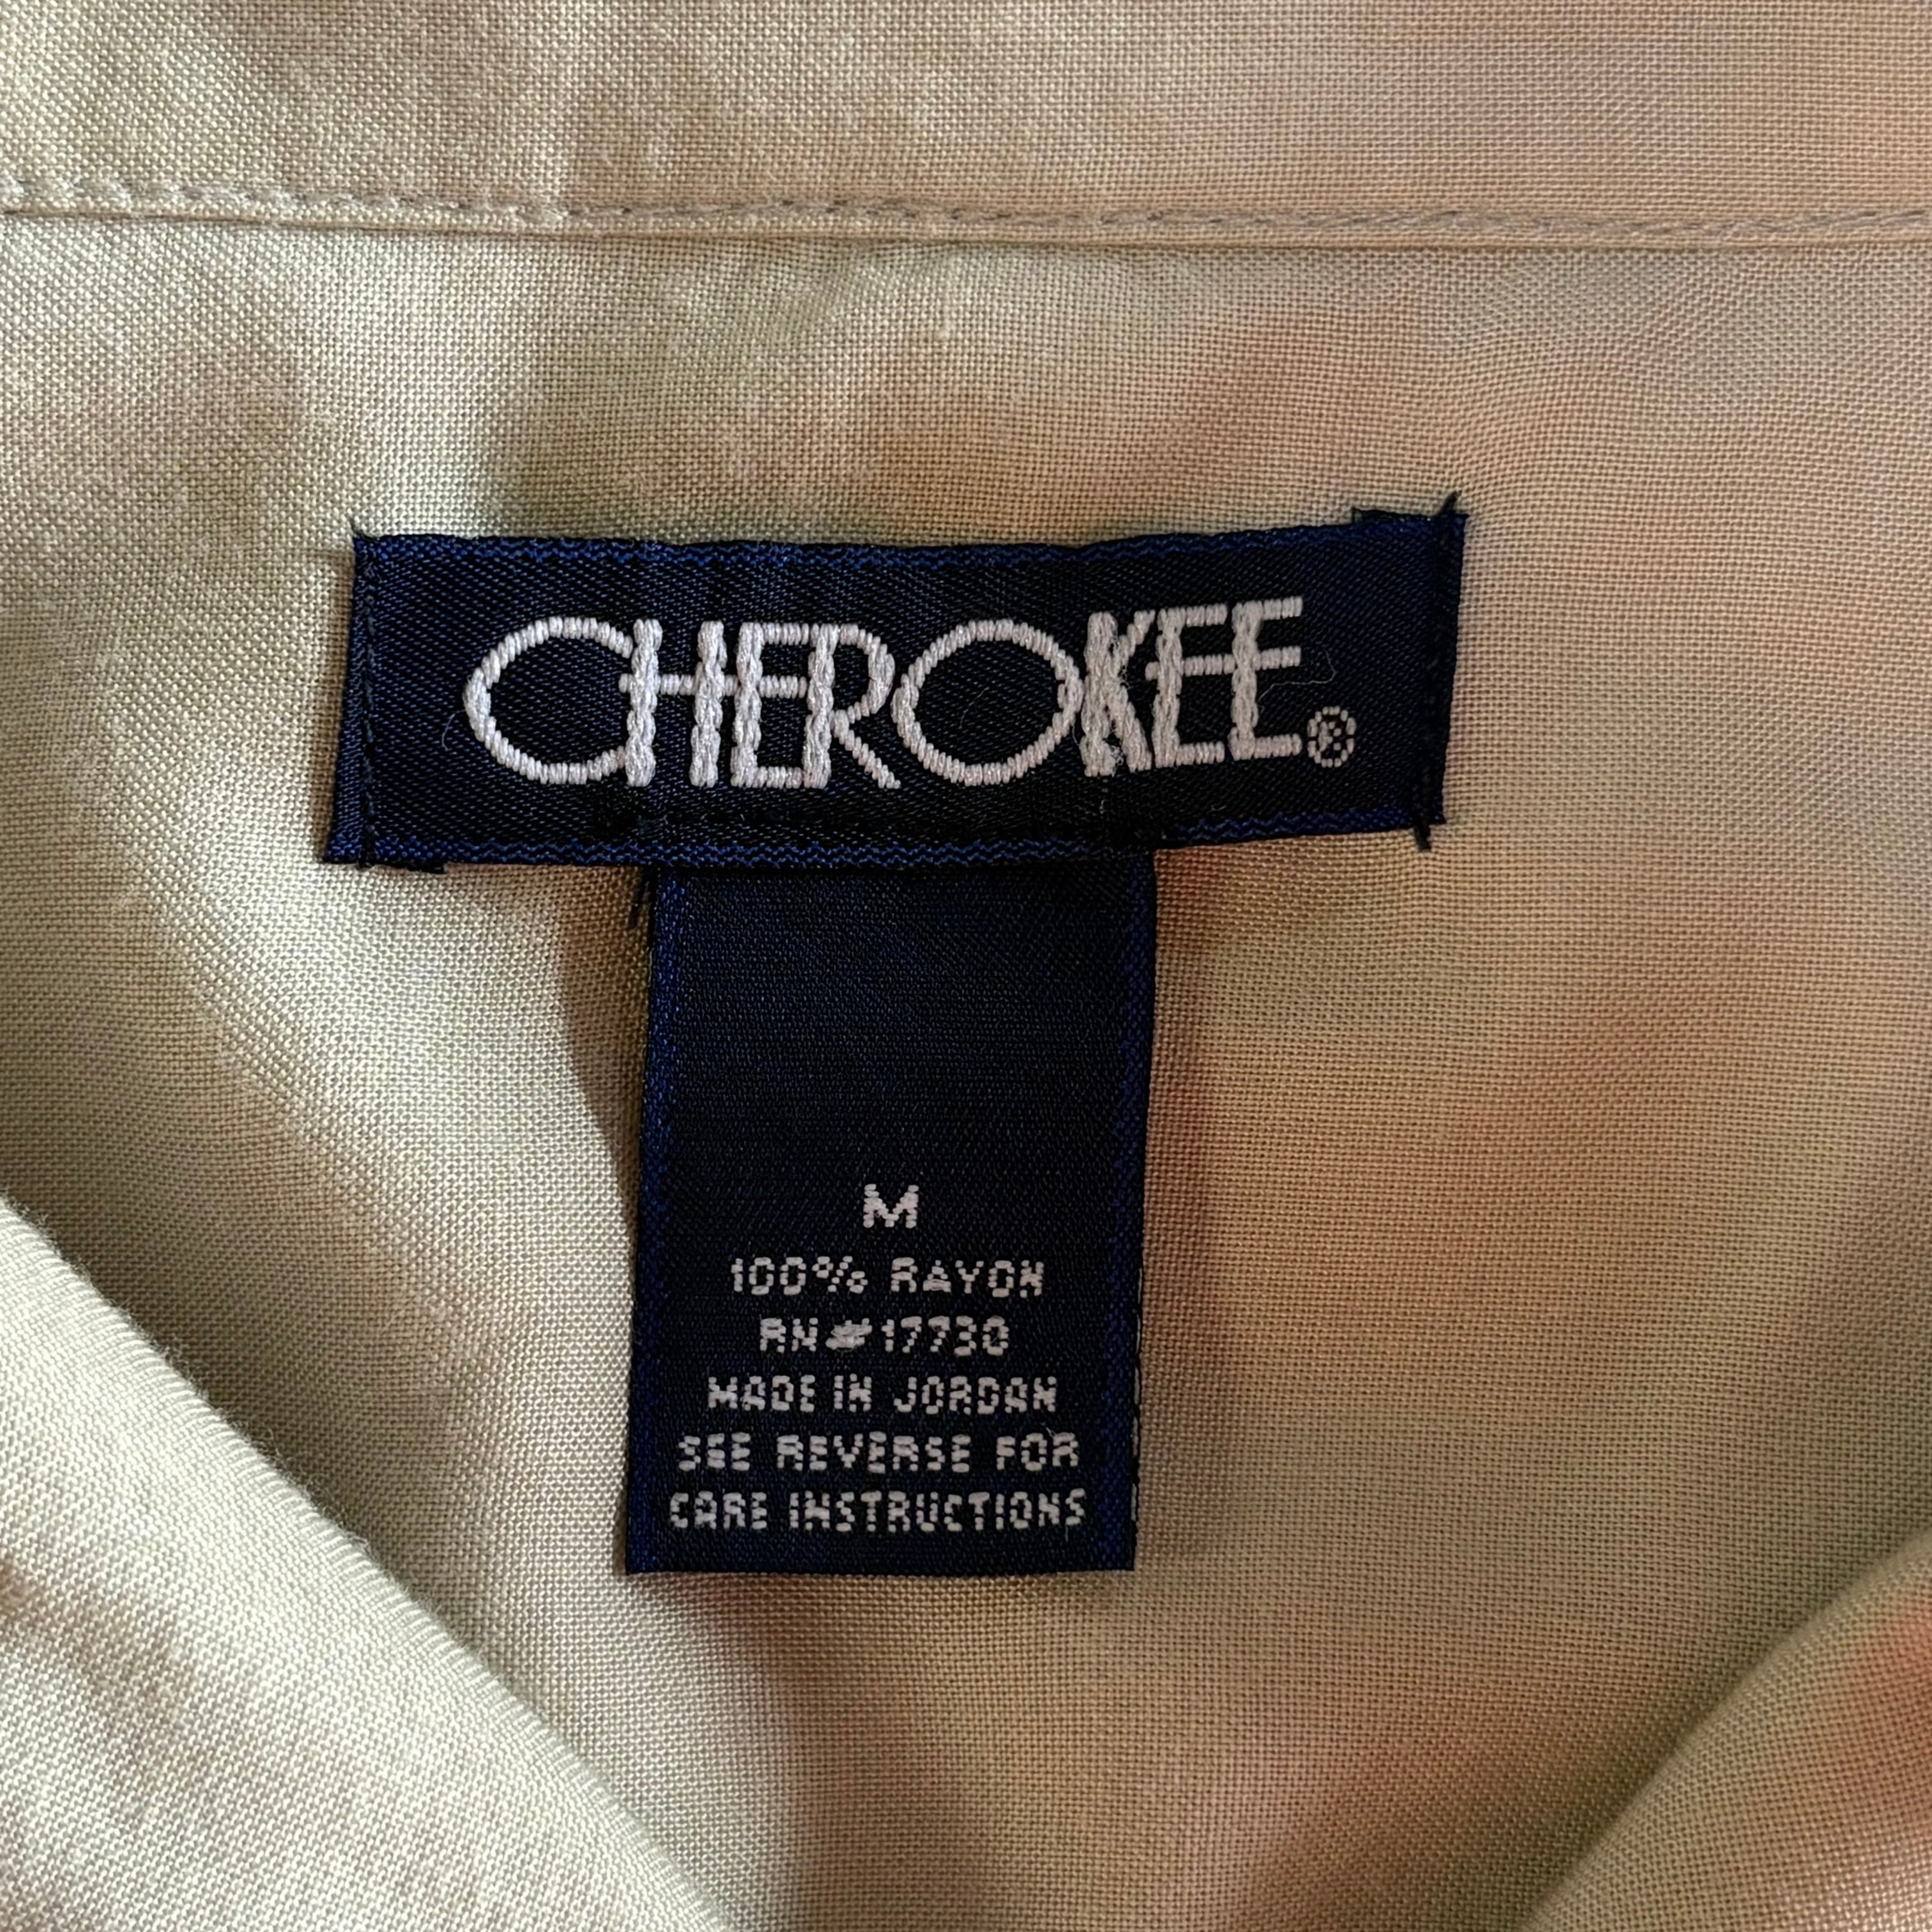 CHEROKEE®
M
100% RAYON
RN#17730
MADE IN JORDAN
SEE REVERSE FOR
CARE INSTRUCTIONS